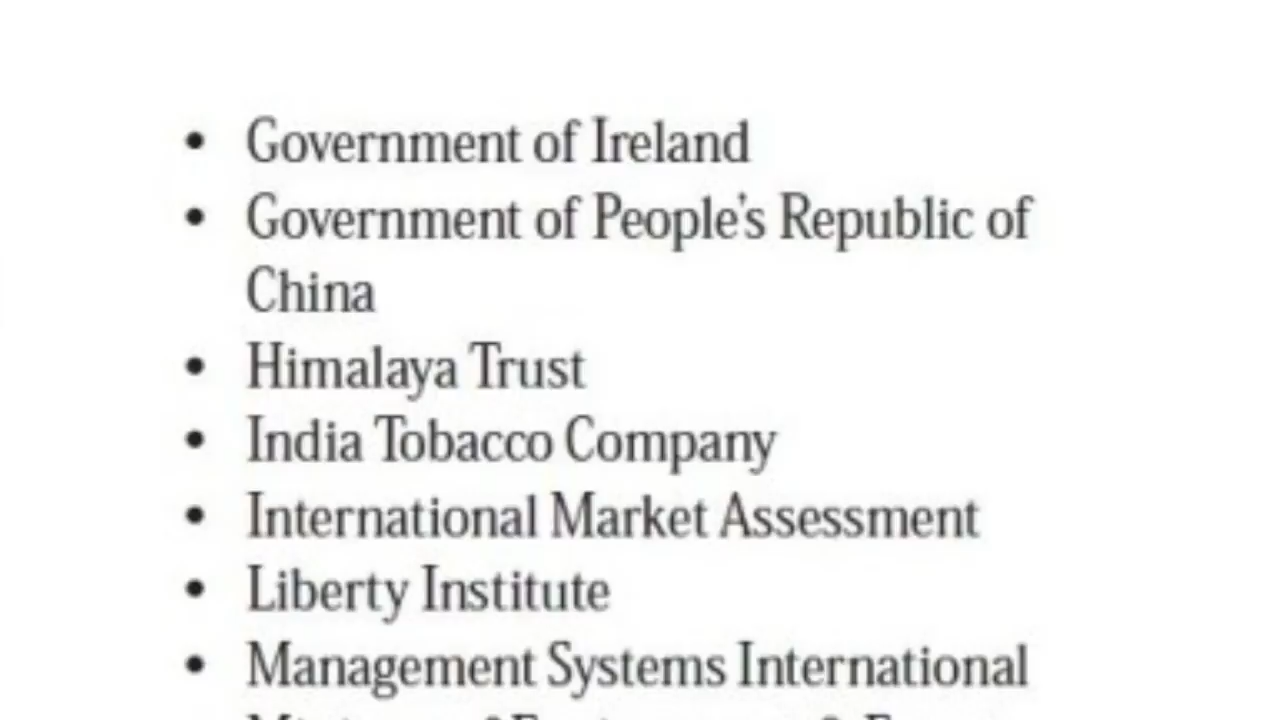 • Government of Ireland
• Government of People's Republic of
China
• Himalaya Trust
• India Tobacco Company
• International Market Assessment
• Liberty Institute
• Management Systems International